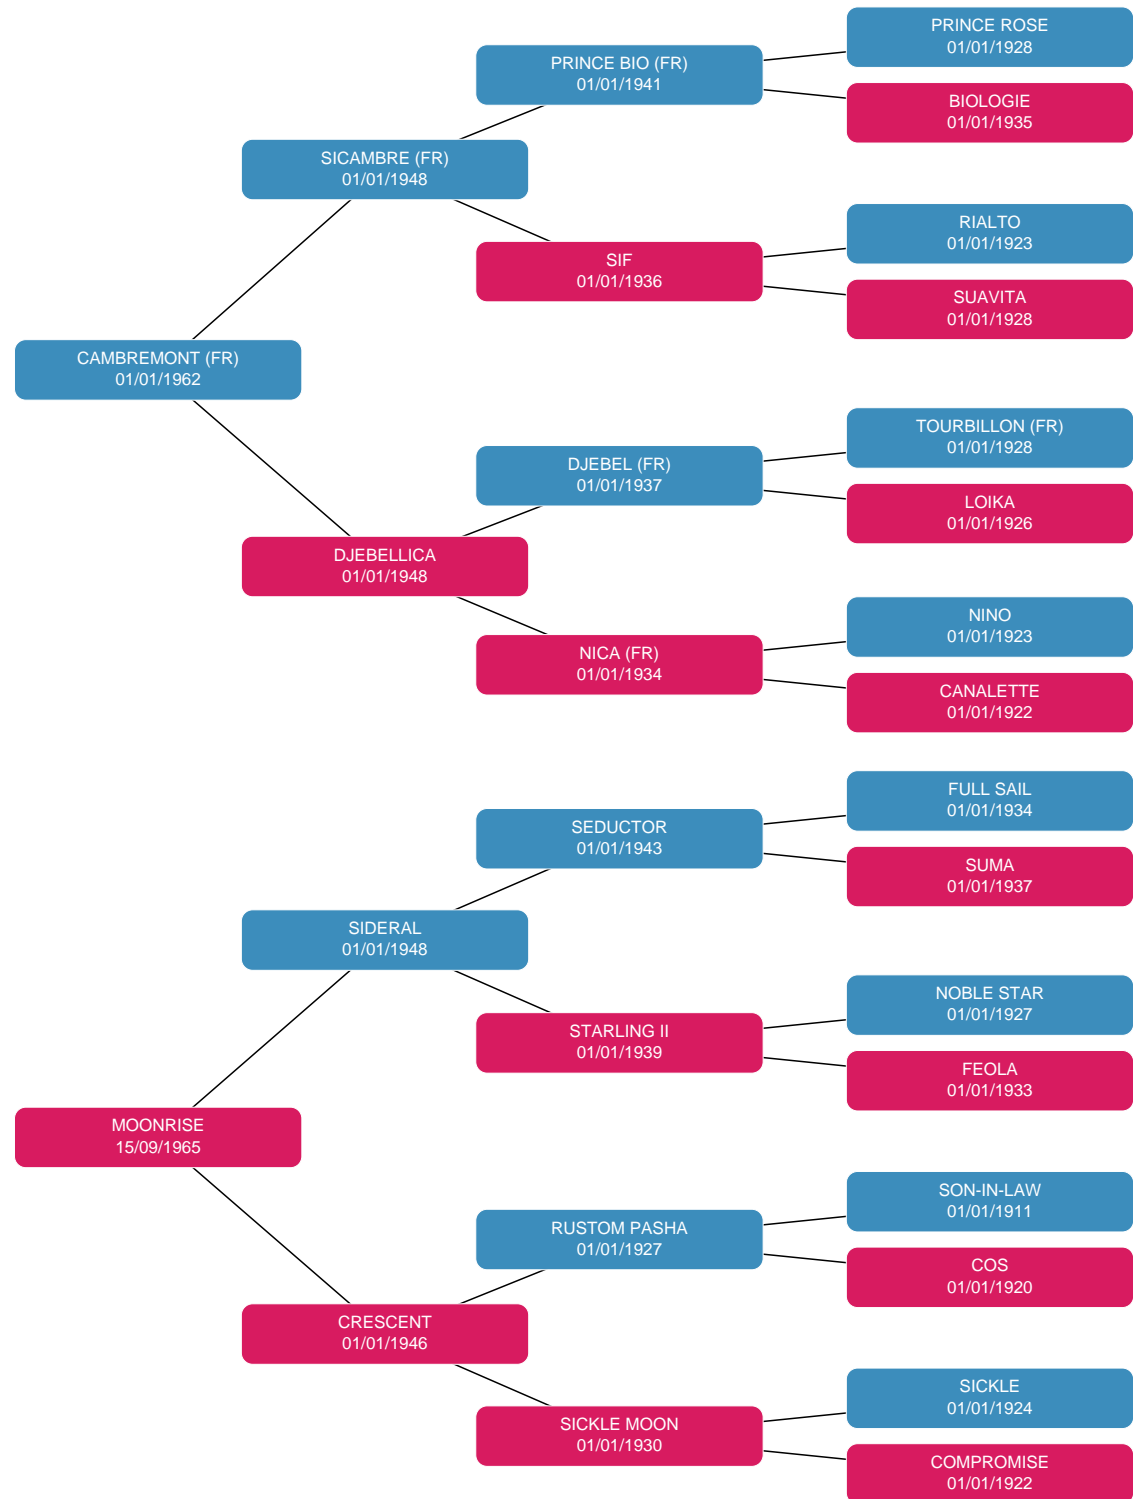 PRINCE ROSE
01/01/1928
PRINCE BIO (FR)
01/01/1941
BIOLOGIE
01/01/1935
SICAMBRE (FR)
01/01/1948
RIALTO
01/01/1923
SIF
01/01/1936
SUAVITA
01/01/1928
CAMBREMONT (FR)
01/01/1962
TOURBILLON (FR)
01/01/1928
DJEBEL (FR)
01/01/1937
LOIKA
01/01/1926
DJEBELLICA
01/01/1948
NINO
01/01/1923
NICA (FR)
01/01/1934
CANALETTE
01/01/1922
FULL SAIL
01/01/1934
SEDUCTOR
01/01/1943
SUMA
01/01/1937
SIDERAL
01/01/1948
NOBLE STAR
01/01/1927
STARLING II
01/01/1939
FEOLA
01/01/1933
MOONRISE
15/09/1965
SON-IN-LAW
01/01/1911
RUSTOM PASHA
01/01/1927
COS
01/01/1920
CRESCENT
01/01/1946
SICKLE
01/01/1924
SICKLE MOON
01/01/1930
COMPROMISE
01/01/1922